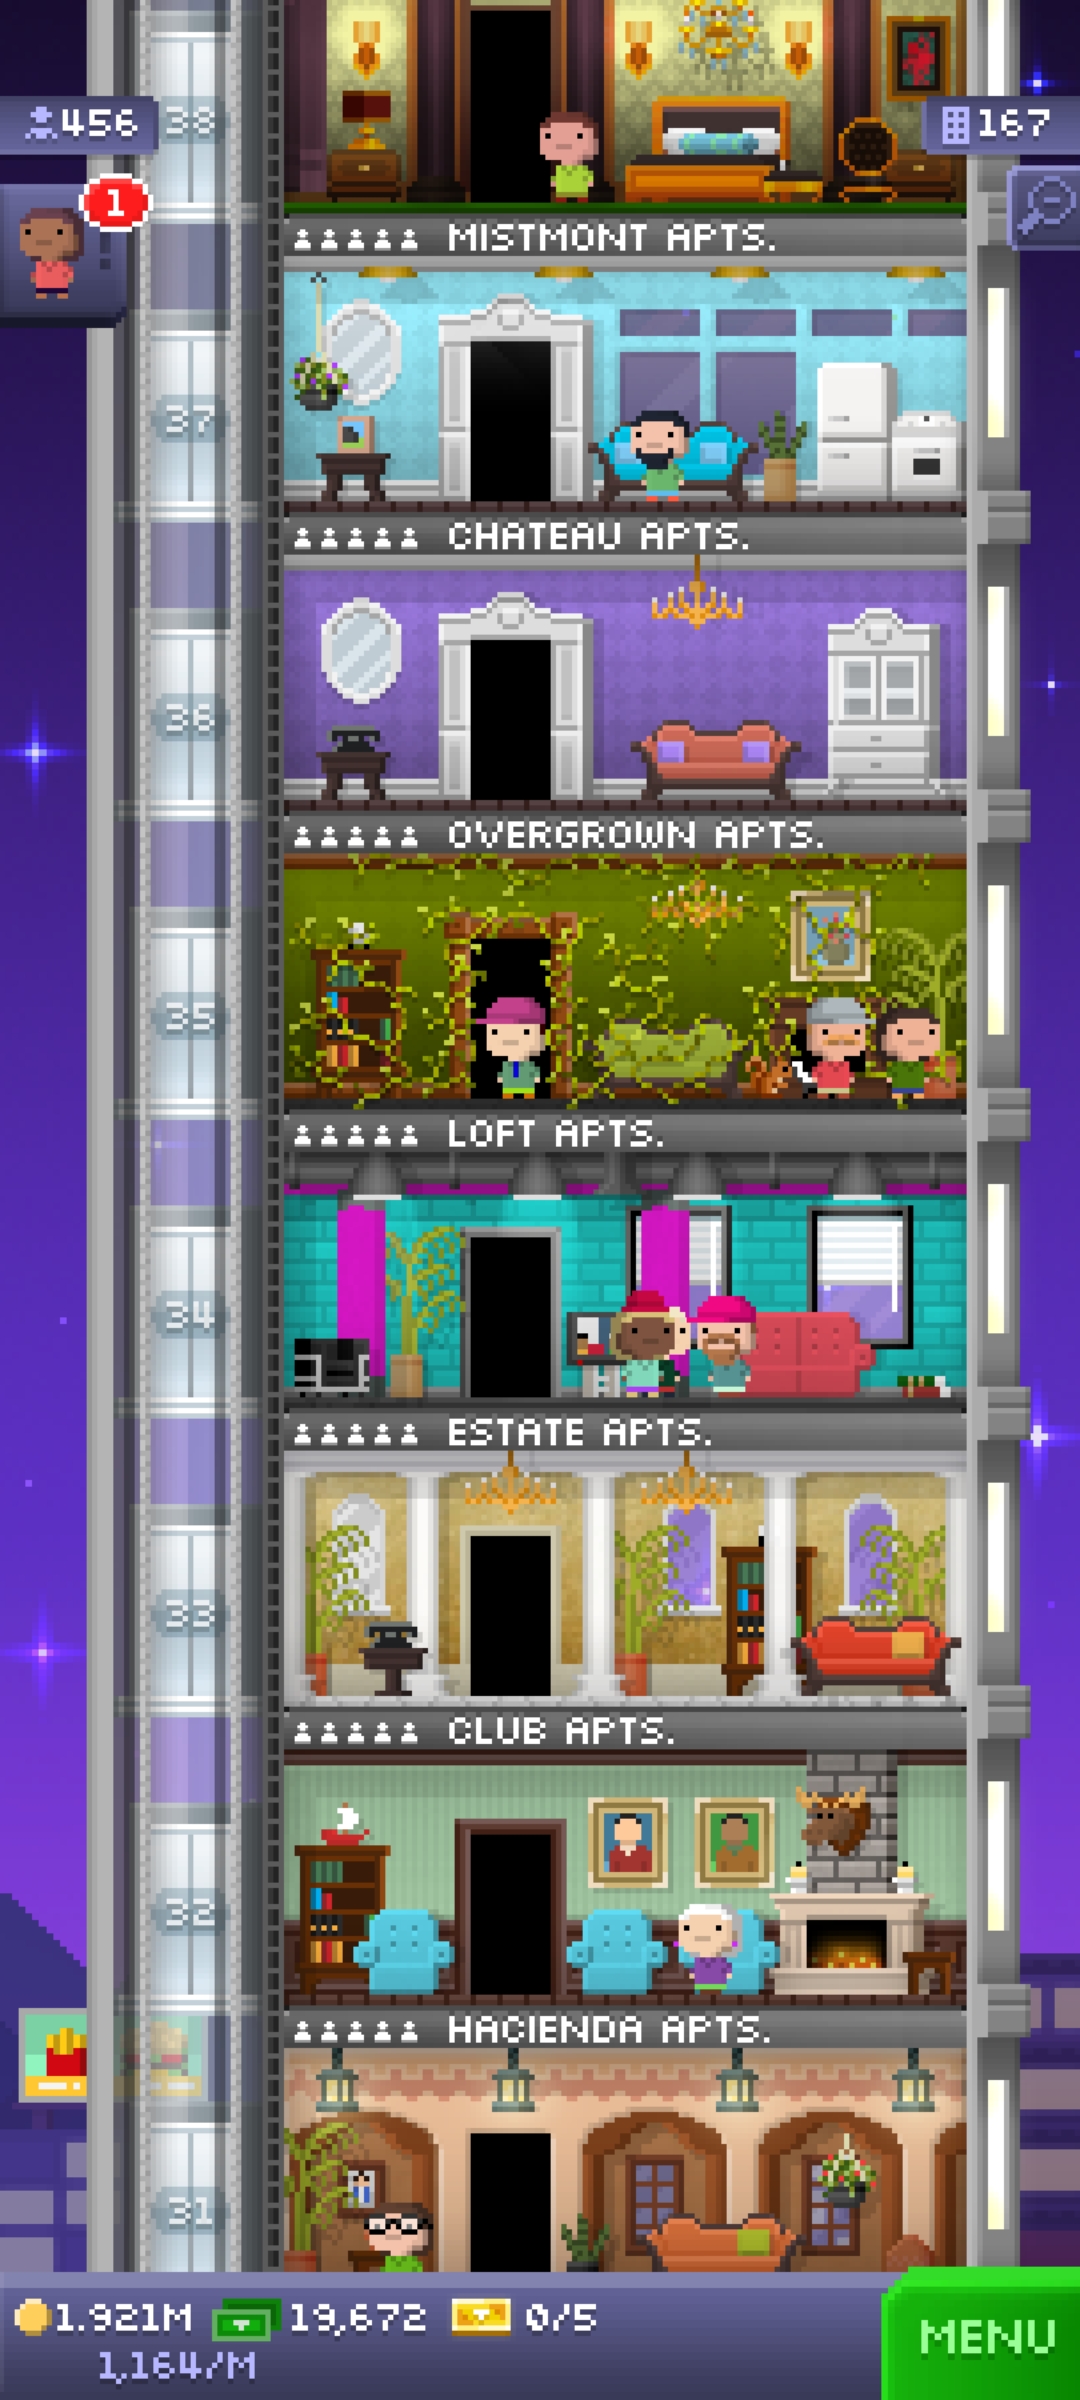 456
38
167
1
MISTMONT APTS.
37
CHATEAU APTS.
36
OVERGROWN APTS.
35
LOFT APTS.
34
ESTATE APTS.
33
CLUB APTS.
32
HACIENDA APTS.
31
1.921M 19,672 0/5
1,164/M
MENU